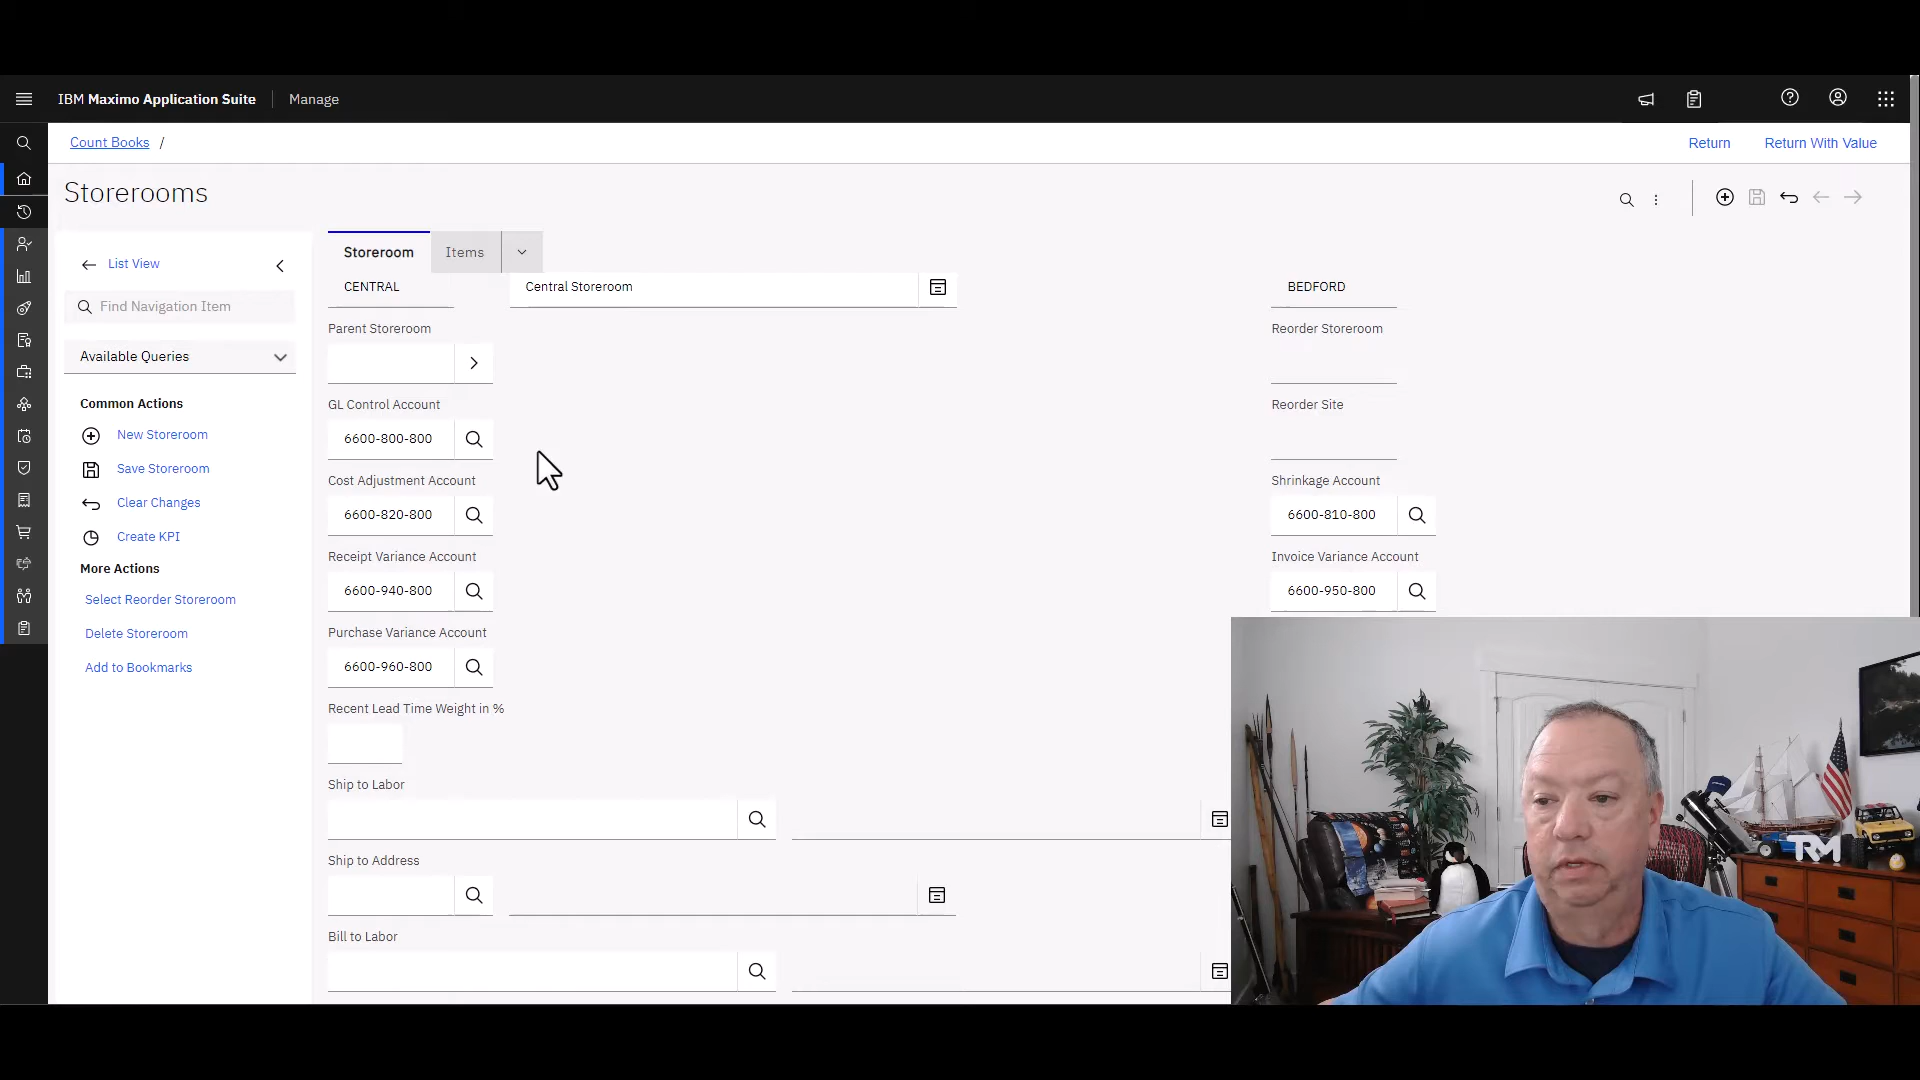 IBM Maximo Application Suite
Manage
Count Books /
Return
Return With Value
Storerooms
List View
Find Navigation Item
Available Queries
Common Actions
New Storeroom
Save Storeroom
Clear Changes
Create KPI
More Actions
Select Reorder Storeroom
Delete Storeroom
Add to Bookmarks
Storeroom
Items
CENTRAL
Central Storeroom
BEDFORD
Parent Storeroom
Reorder Storeroom
GL Control Account
Reorder Site
6600-800-800
Cost Adjustment Account
Shrinkage Account
6600-820-800
6600-810-800
Receipt Variance Account
Invoice Variance Account
6600-940-800
6600-950-800
Purchase Variance Account
6600-960-800
Recent Lead Time Weight in %
Ship to Labor
Ship to Address
Bill to Labor
TRM